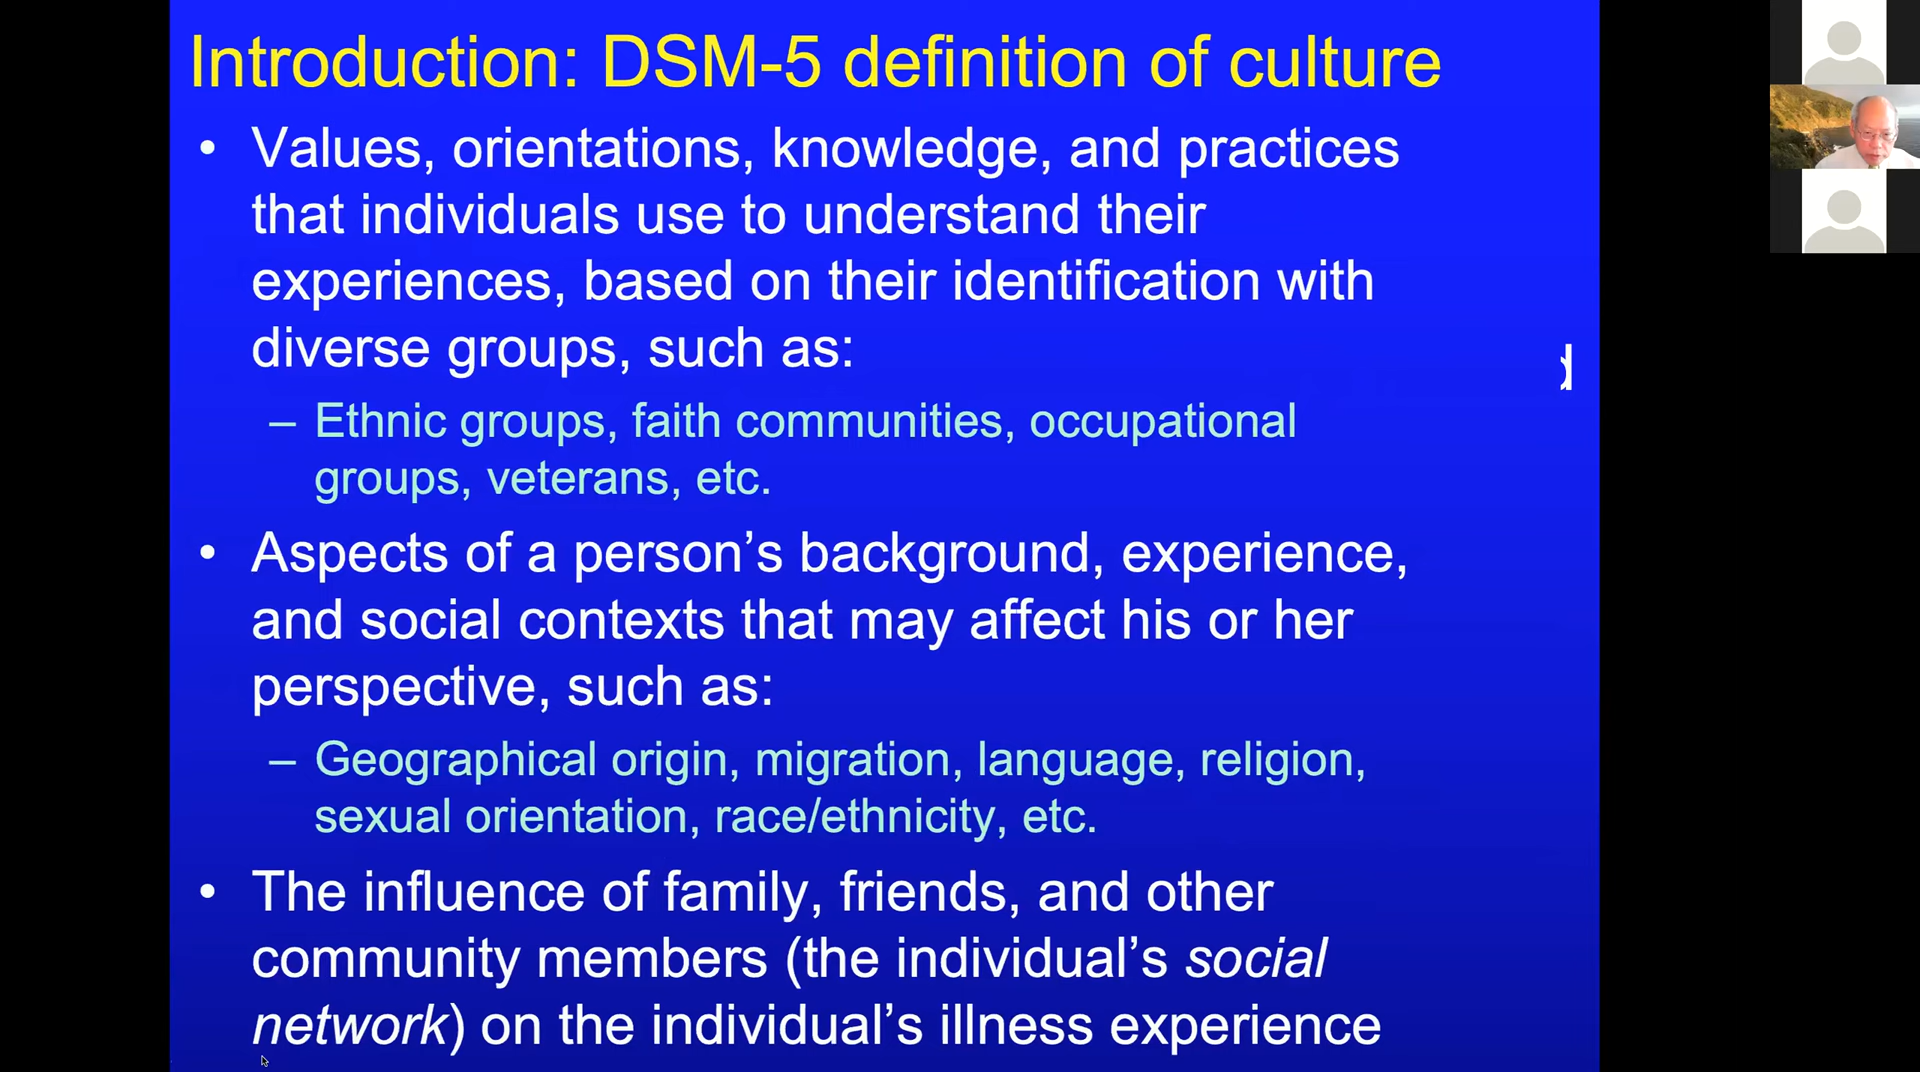 Introduction: DSM-5 definition of culture
• Values, orientations, knowledge, and practices
that individuals use to understand their
experiences, based on their identification with
diverse groups, such as:
– Ethnic groups, faith communities, occupational
groups, veterans, etc.
• Aspects of a person’s background, experience,
and social contexts that may affect his or her
perspective, such as:
– Geographical origin, migration, language, religion,
sexual orientation, race/ethnicity, etc.
• The influence of family, friends, and other
community members (the individual’s social
network) on the individual’s illness experience